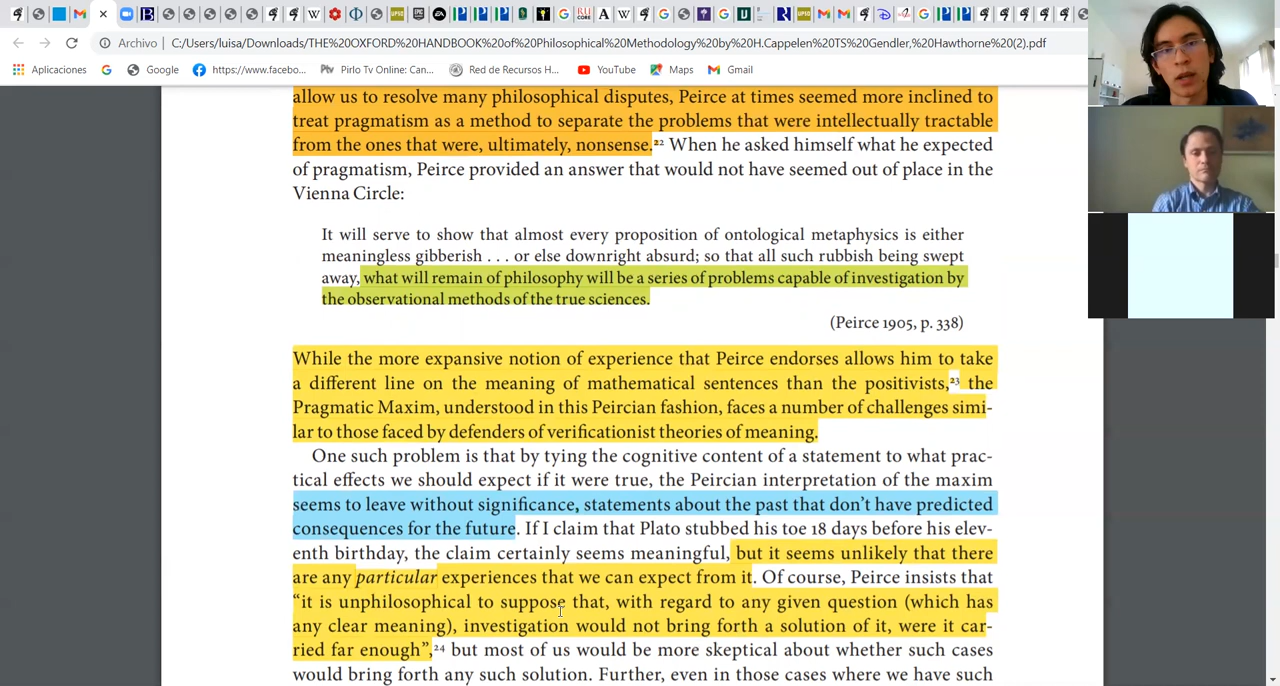 Archivo | C:/Users/luisa/Downloads/THE%20OXFORD%20HANDBOOK%20of%20Philosophical%20Methodology%20by%20H.Cappelen%20TS%20Gendler,%20Hawthorne%20(2).pdf
Aplicaciones Google https://www.facebo... Pirlo Tv Online: Can... Red de Recursos H... YouTube Maps Gmail
allow us to resolve many philosophical disputes, Peirce at times seemed more inclined to
treat pragmatism as a method to separate the problems that were intellectually tractable
from the ones that were, ultimately, nonsense.²² When he asked himself what he expected
of pragmatism, Peirce provided an answer that would not have seemed out of place in the
Vienna Circle:
It will serve to show that almost every proposition of ontological metaphysics is either
meaningless gibberish . . . or else downright absurd; so that all such rubbish being swept
away, what will remain of philosophy will be a series of problems capable of investigation by
the observational methods of the true sciences.
(Peirce 1905, p. 338)
While the more expansive notion of experience that Peirce endorses allows him to take
a different line on the meaning of mathematical sentences than the positivists,²³ the
Pragmatic Maxim, understood in this Peircian fashion, faces a number of challenges simi-
lar to those faced by defenders of verificationist theories of meaning.
One such problem is that by tying the cognitive content of a statement to what prac-
tical effects we should expect if it were true, the Peircian interpretation of the maxim
seems to leave without significance, statements about the past that don't have predicted
consequences for the future. If I claim that Plato stubbed his toe 18 days before his elev-
enth birthday, the claim certainly seems meaningful, but it seems unlikely that there
are any particular experiences that we can expect from it. Of course, Peirce insists that
“it is unphilosophical to suppose that, with regard to any given question (which has
any clear meaning), investigation would not bring forth a solution of it, were it car-
ried far enough”,²⁴ but most of us would be more skeptical about whether such cases
would bring forth any such solution. Further, even in those cases where we have such